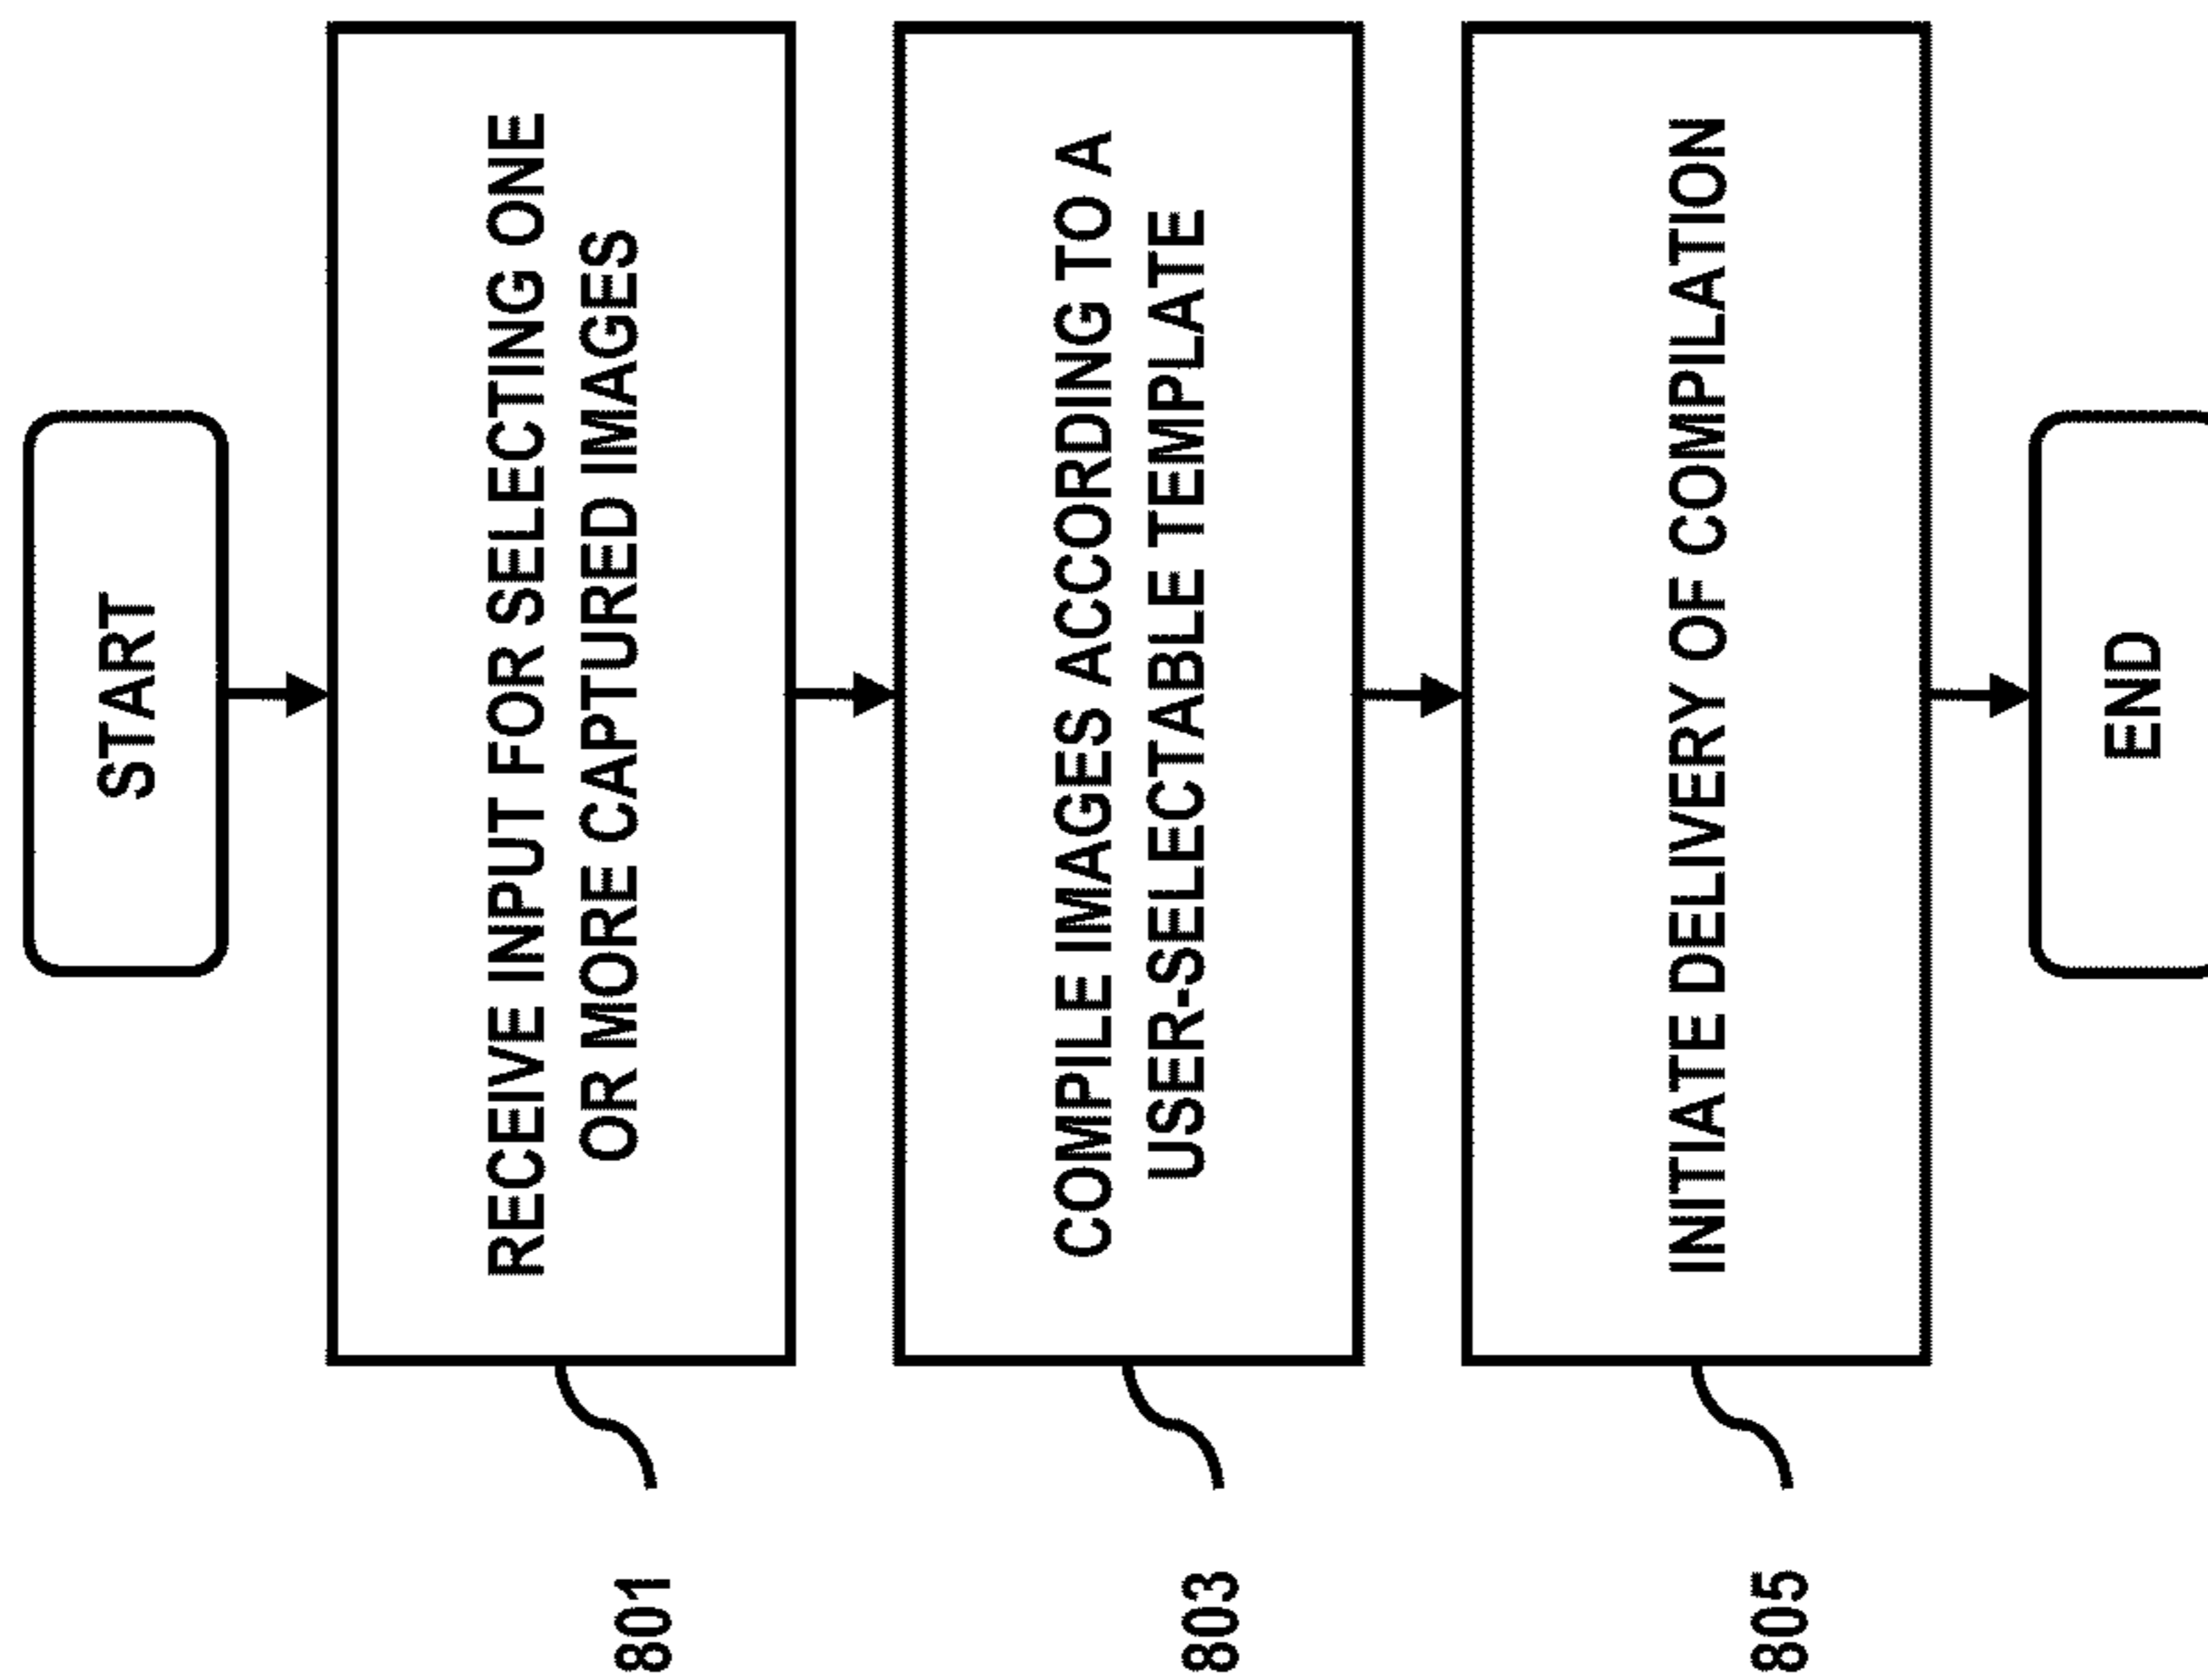 START
801
RECEIVE INPUT FOR SELECTING ONE
OR MORE CAPTURED IMAGES
803
COMPILE IMAGES ACCORDING TO A
USER-SELECTABLE TEMPLATE
805
INITIATE DELIVERY OF COMPILATION
END